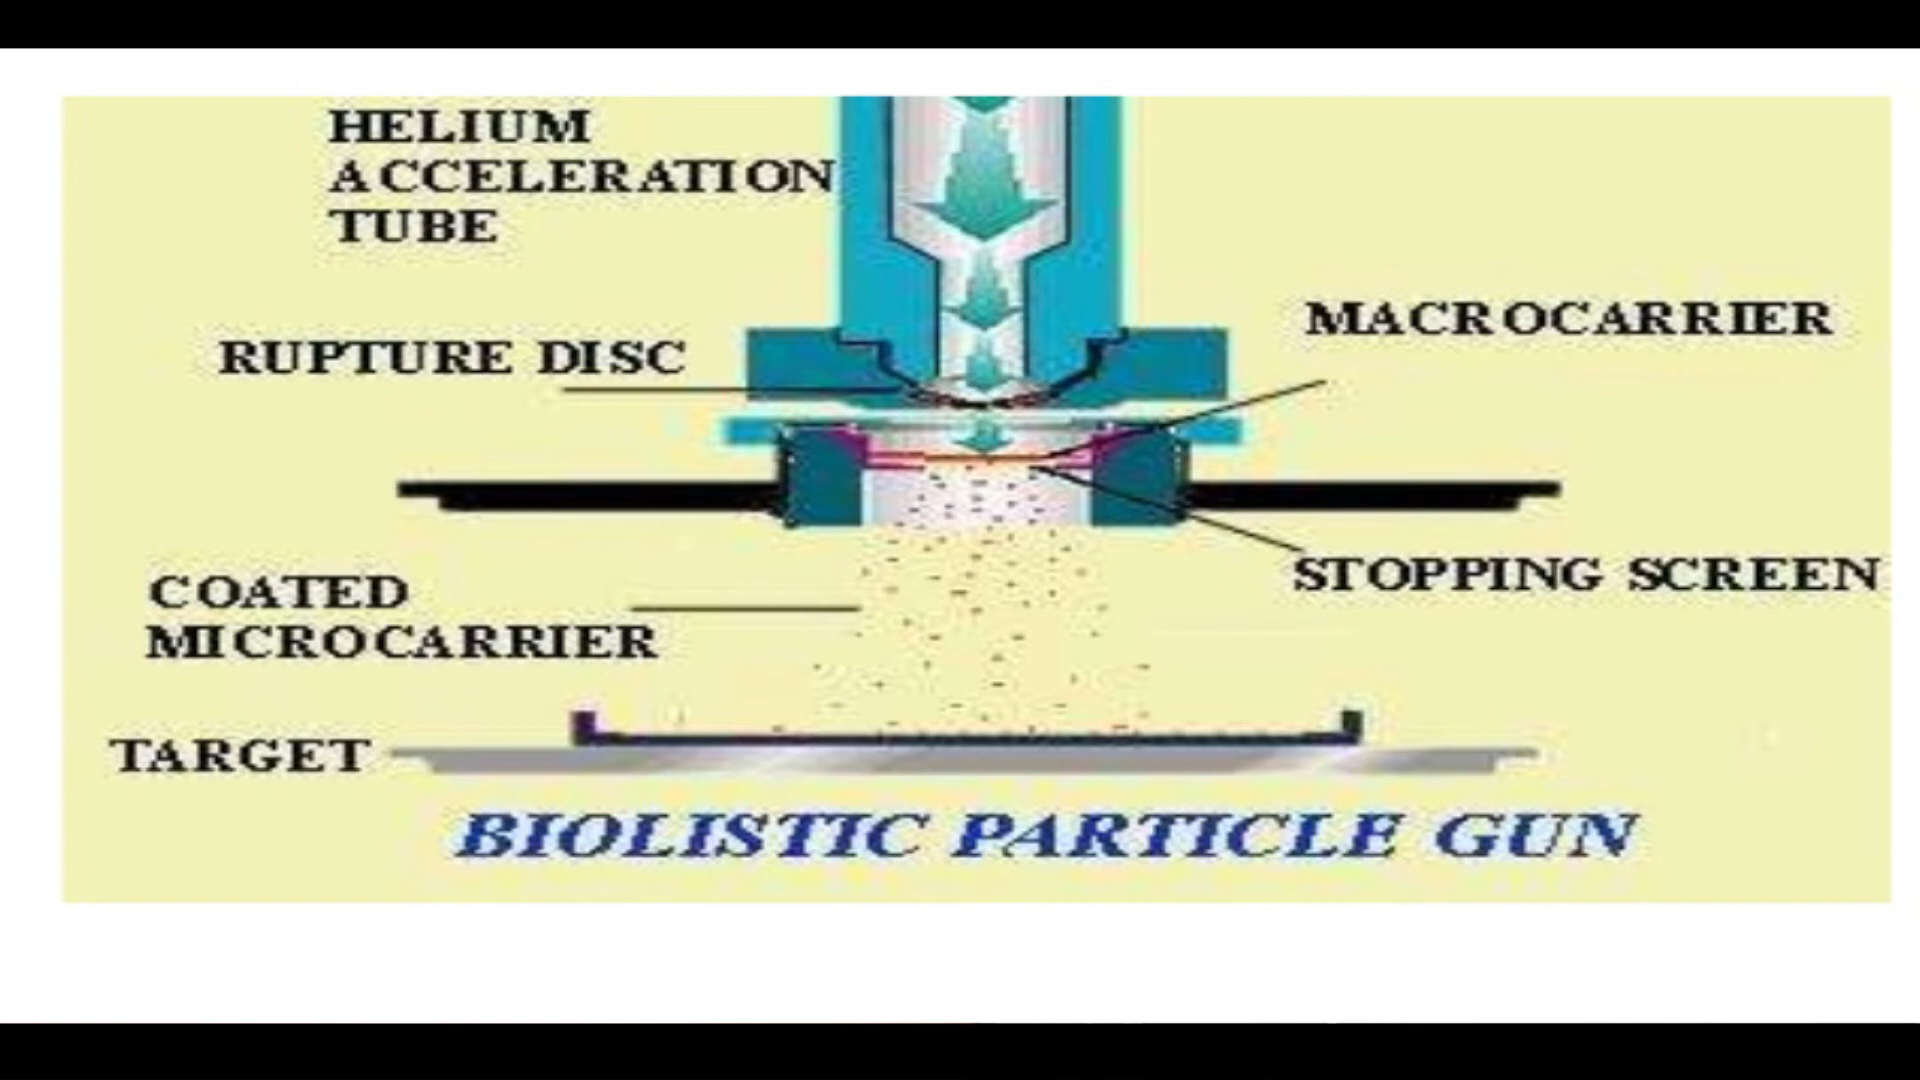 HELIUM
ACCELERATION
TUBE
RUPTURE DISC
MACROCARRIER
STOPPING SCREEN
COATED
MICROCARRIER
TARGET
BIOLISTIC PARTICLE GUN